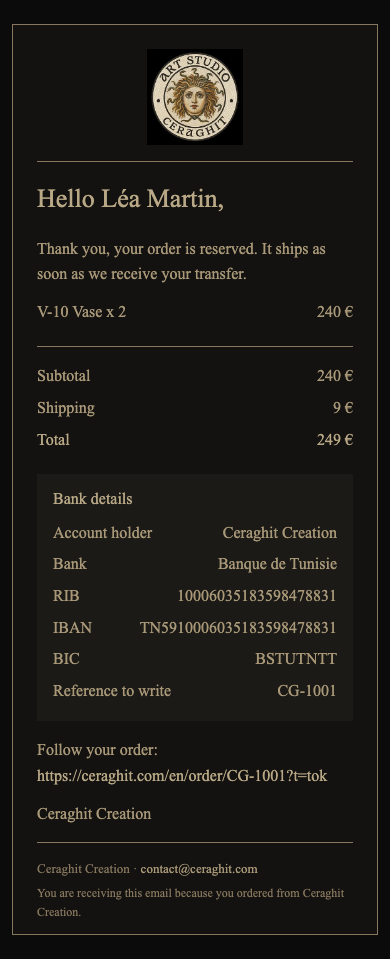 ART STUDIO
CERAGHIT
Hello Léa Martin,
Thank you, your order is reserved. It ships as
soon as we receive your transfer.
V-10 Vase x 2 240 €
Subtotal 240 €
Shipping 9 €
Total 249 €
Bank details
Account holder Ceraghit Creation
Bank Banque de Tunisie
RIB 10006035183598478831
IBAN TN5910006035183598478831
BIC BSTUTNTT
Reference to write CG-1001
Follow your order:
https://ceraghit.com/en/order/CG-1001?t=tok
Ceraghit Creation
Ceraghit Creation · contact@ceraghit.com
You are receiving this email because you ordered from Ceraghit
Creation.